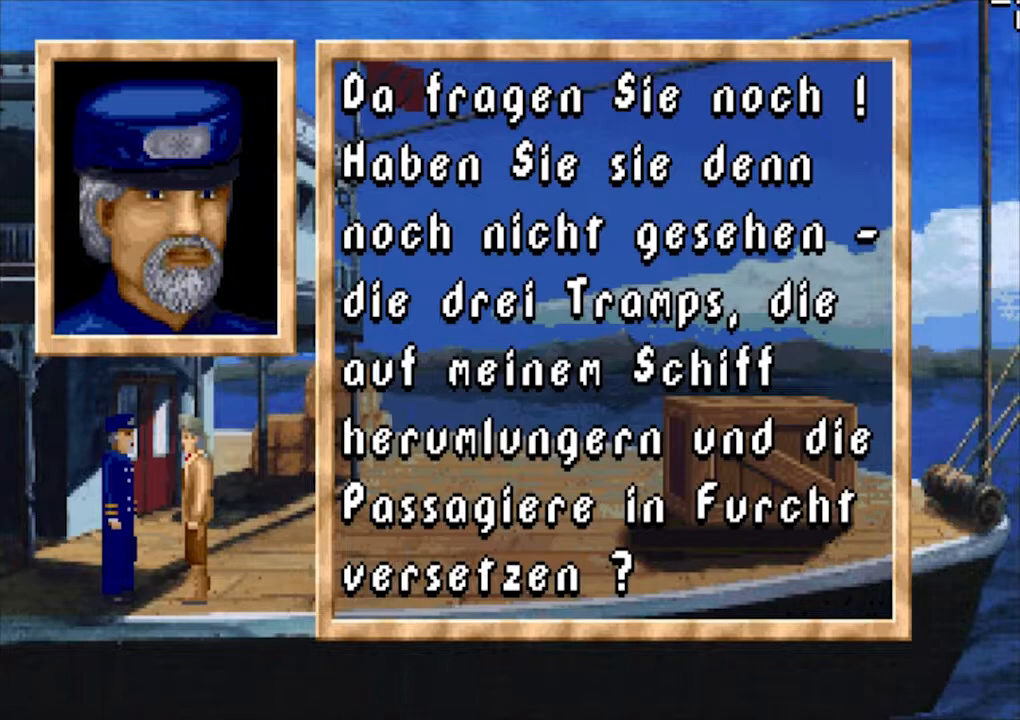 Da fragen Sie noch !
Haben Sie sie denn
noch nicht gesehen -
die drei Tramps, die
auf meinem Schiff
herumlungern und die
Passagiere in Furcht
versetzen ?